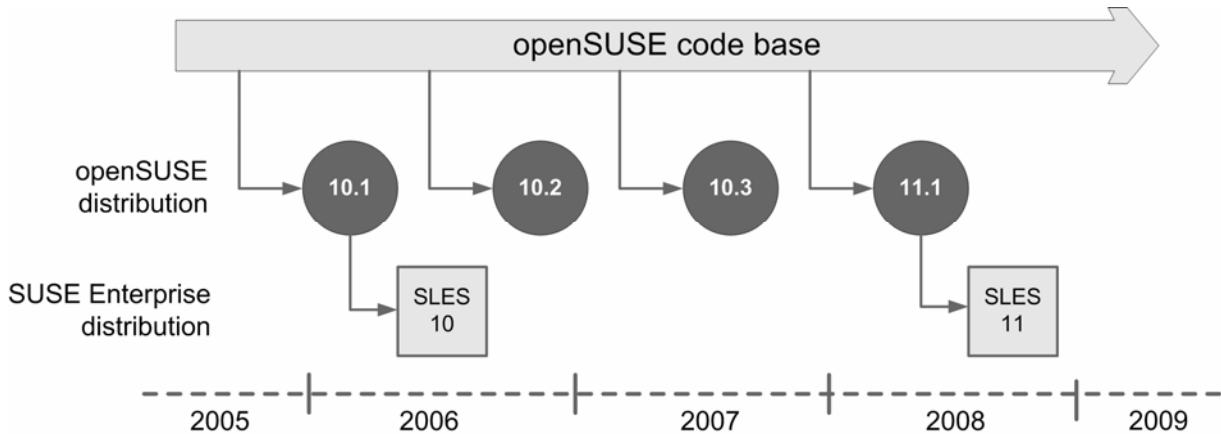 openSUSE code base
openSUSE
distribution
10.1
10.2
10.3
11.1
SUSE Enterprise
distribution
SLES
10
SLES
11
2005
2006
2007
2008
2009